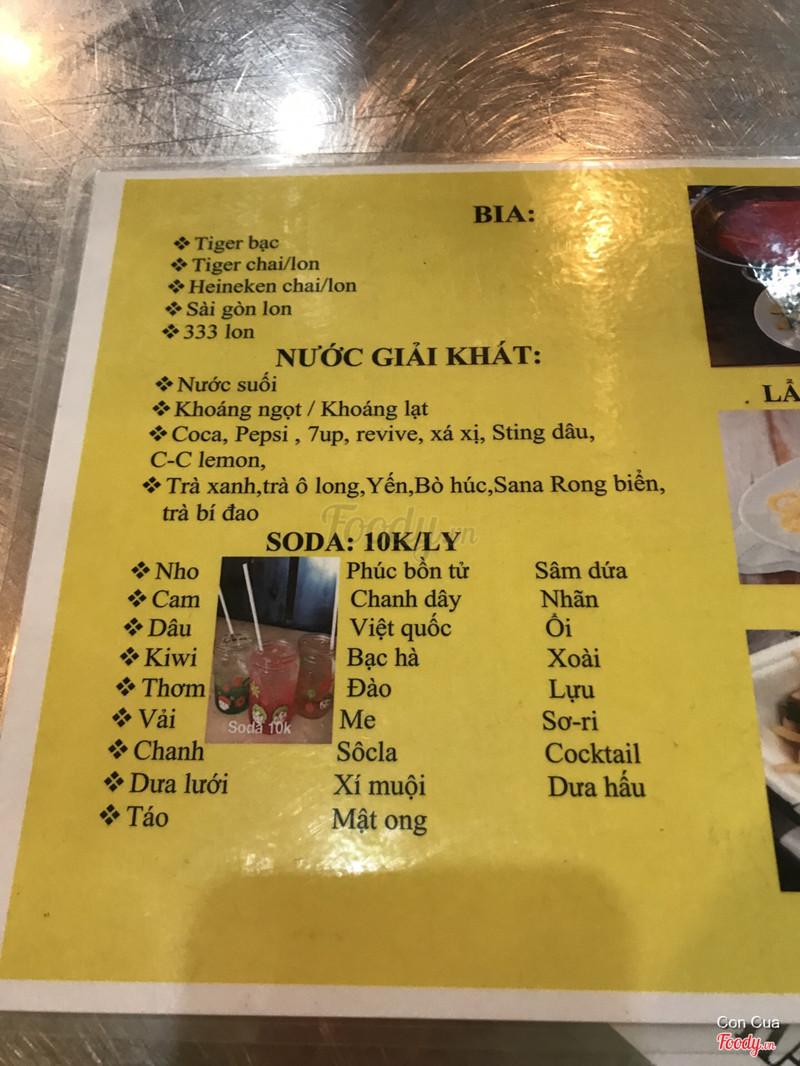 BIA:
❖ Tiger bạc
❖ Tiger chai/lon
❖ Heineken chai/lon
❖ Sài gòn lon
❖ 333 lon
NƯỚC GIẢI KHÁT:
❖ Nước suối
❖ Khoáng ngọt / Khoáng lạt
❖ Coca, Pepsi , 7up, revive, xá xị, Sting dâu,
C-C lemon,
❖ Trà xanh,trà ô long,Yến,Bò húc,Sana Rong biển,
trà bí đao
Foody.vn
SODA: 10K/LY
❖ Nho Phúc bồn tử Sâm dứa
❖ Cam Chanh dây Nhãn
❖ Dâu Việt quốc Ổi
❖ Kiwi Bạc hà Xoài
❖ Thơm Đào Lựu
❖ Vải Me Sơ-ri
Soda 10k
❖ Chanh Sôcla Cocktail
❖ Dưa lưới Xí muội Dưa hấu
❖ Táo Mật ong
Con Cua
Foody.vn